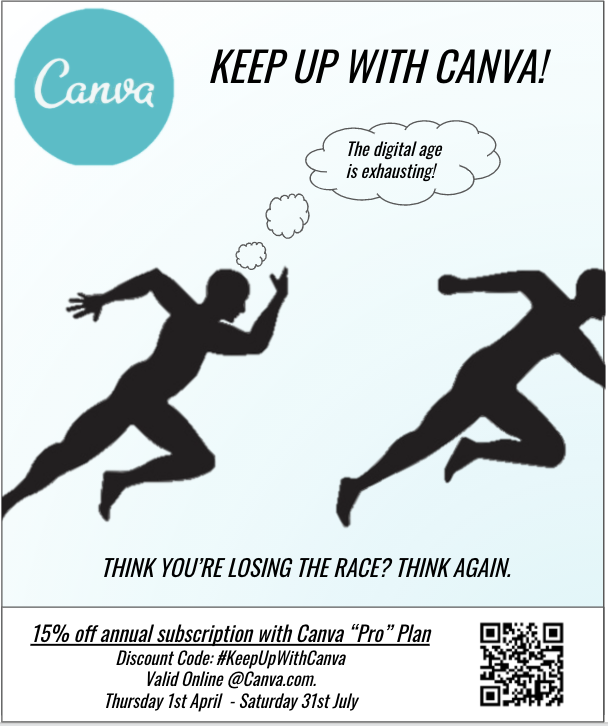 Canva
KEEP UP WITH CANVA!
The digital age
is exhausting!
THINK YOU'RE LOSING THE RACE? THINK AGAIN.
15% off annual subscription with Canva “Pro” Plan
Discount Code: #KeepUpWithCanva
Valid Online @Canva.com.
Thursday 1st April - Saturday 31st July